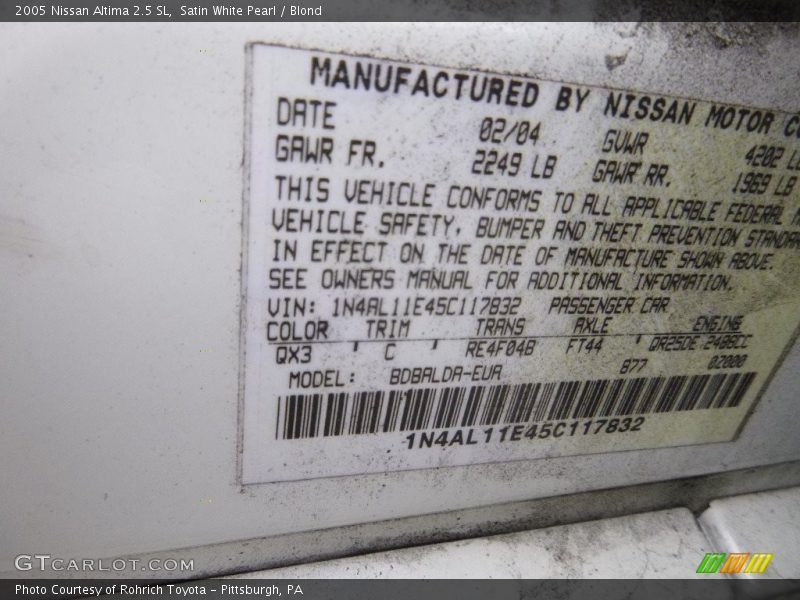 2005 Nissan Altima 2.5 SL, Satin White Pearl / Blond
MANUFACTURED BY NISSAN MOTOR
DATE 02/04 GVWR 4202
GAWR FR. 2249 LB GAWR RR. 1969 LB
THIS VEHICLE CONFORMS TO ALL APPLICABLE FEDERAL
VEHICLE SAFETY, BUMPER AND THEFT PREVENTION
IN EFFECT ON THE DATE OF MANUFACTURE SHOWN ABOVE.
SEE OWNERS MANUAL FOR ADDITIONAL INFORMATION.
VIN: 1N4AL11E45C117832 PASSENGER CAR
COLOR TRIM TRANS AXLE ENGINE
QX3 ' C ' RE4F04B FT44 QR25DE 2488CC
877 02000
MODEL: BDBALDA-EUA
1N4AL11E45C117832
GTCARLOT.COM
Photo Courtesy of Rohrich Toyota - Pittsburgh, PA